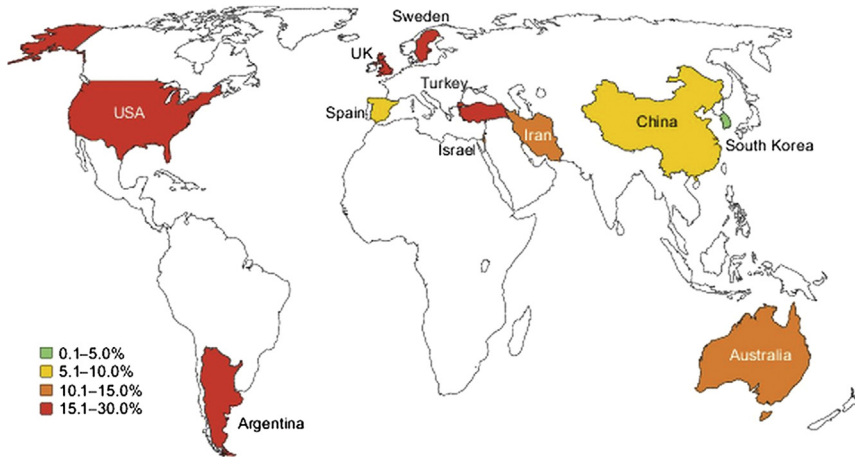 Sweden
UK
USA
Turkey
Spain
Iran
China
Israel
South Korea
Australia
0.1–5.0%
5.1–10.0%
10.1–15.0%
15.1–30.0%
Argentina